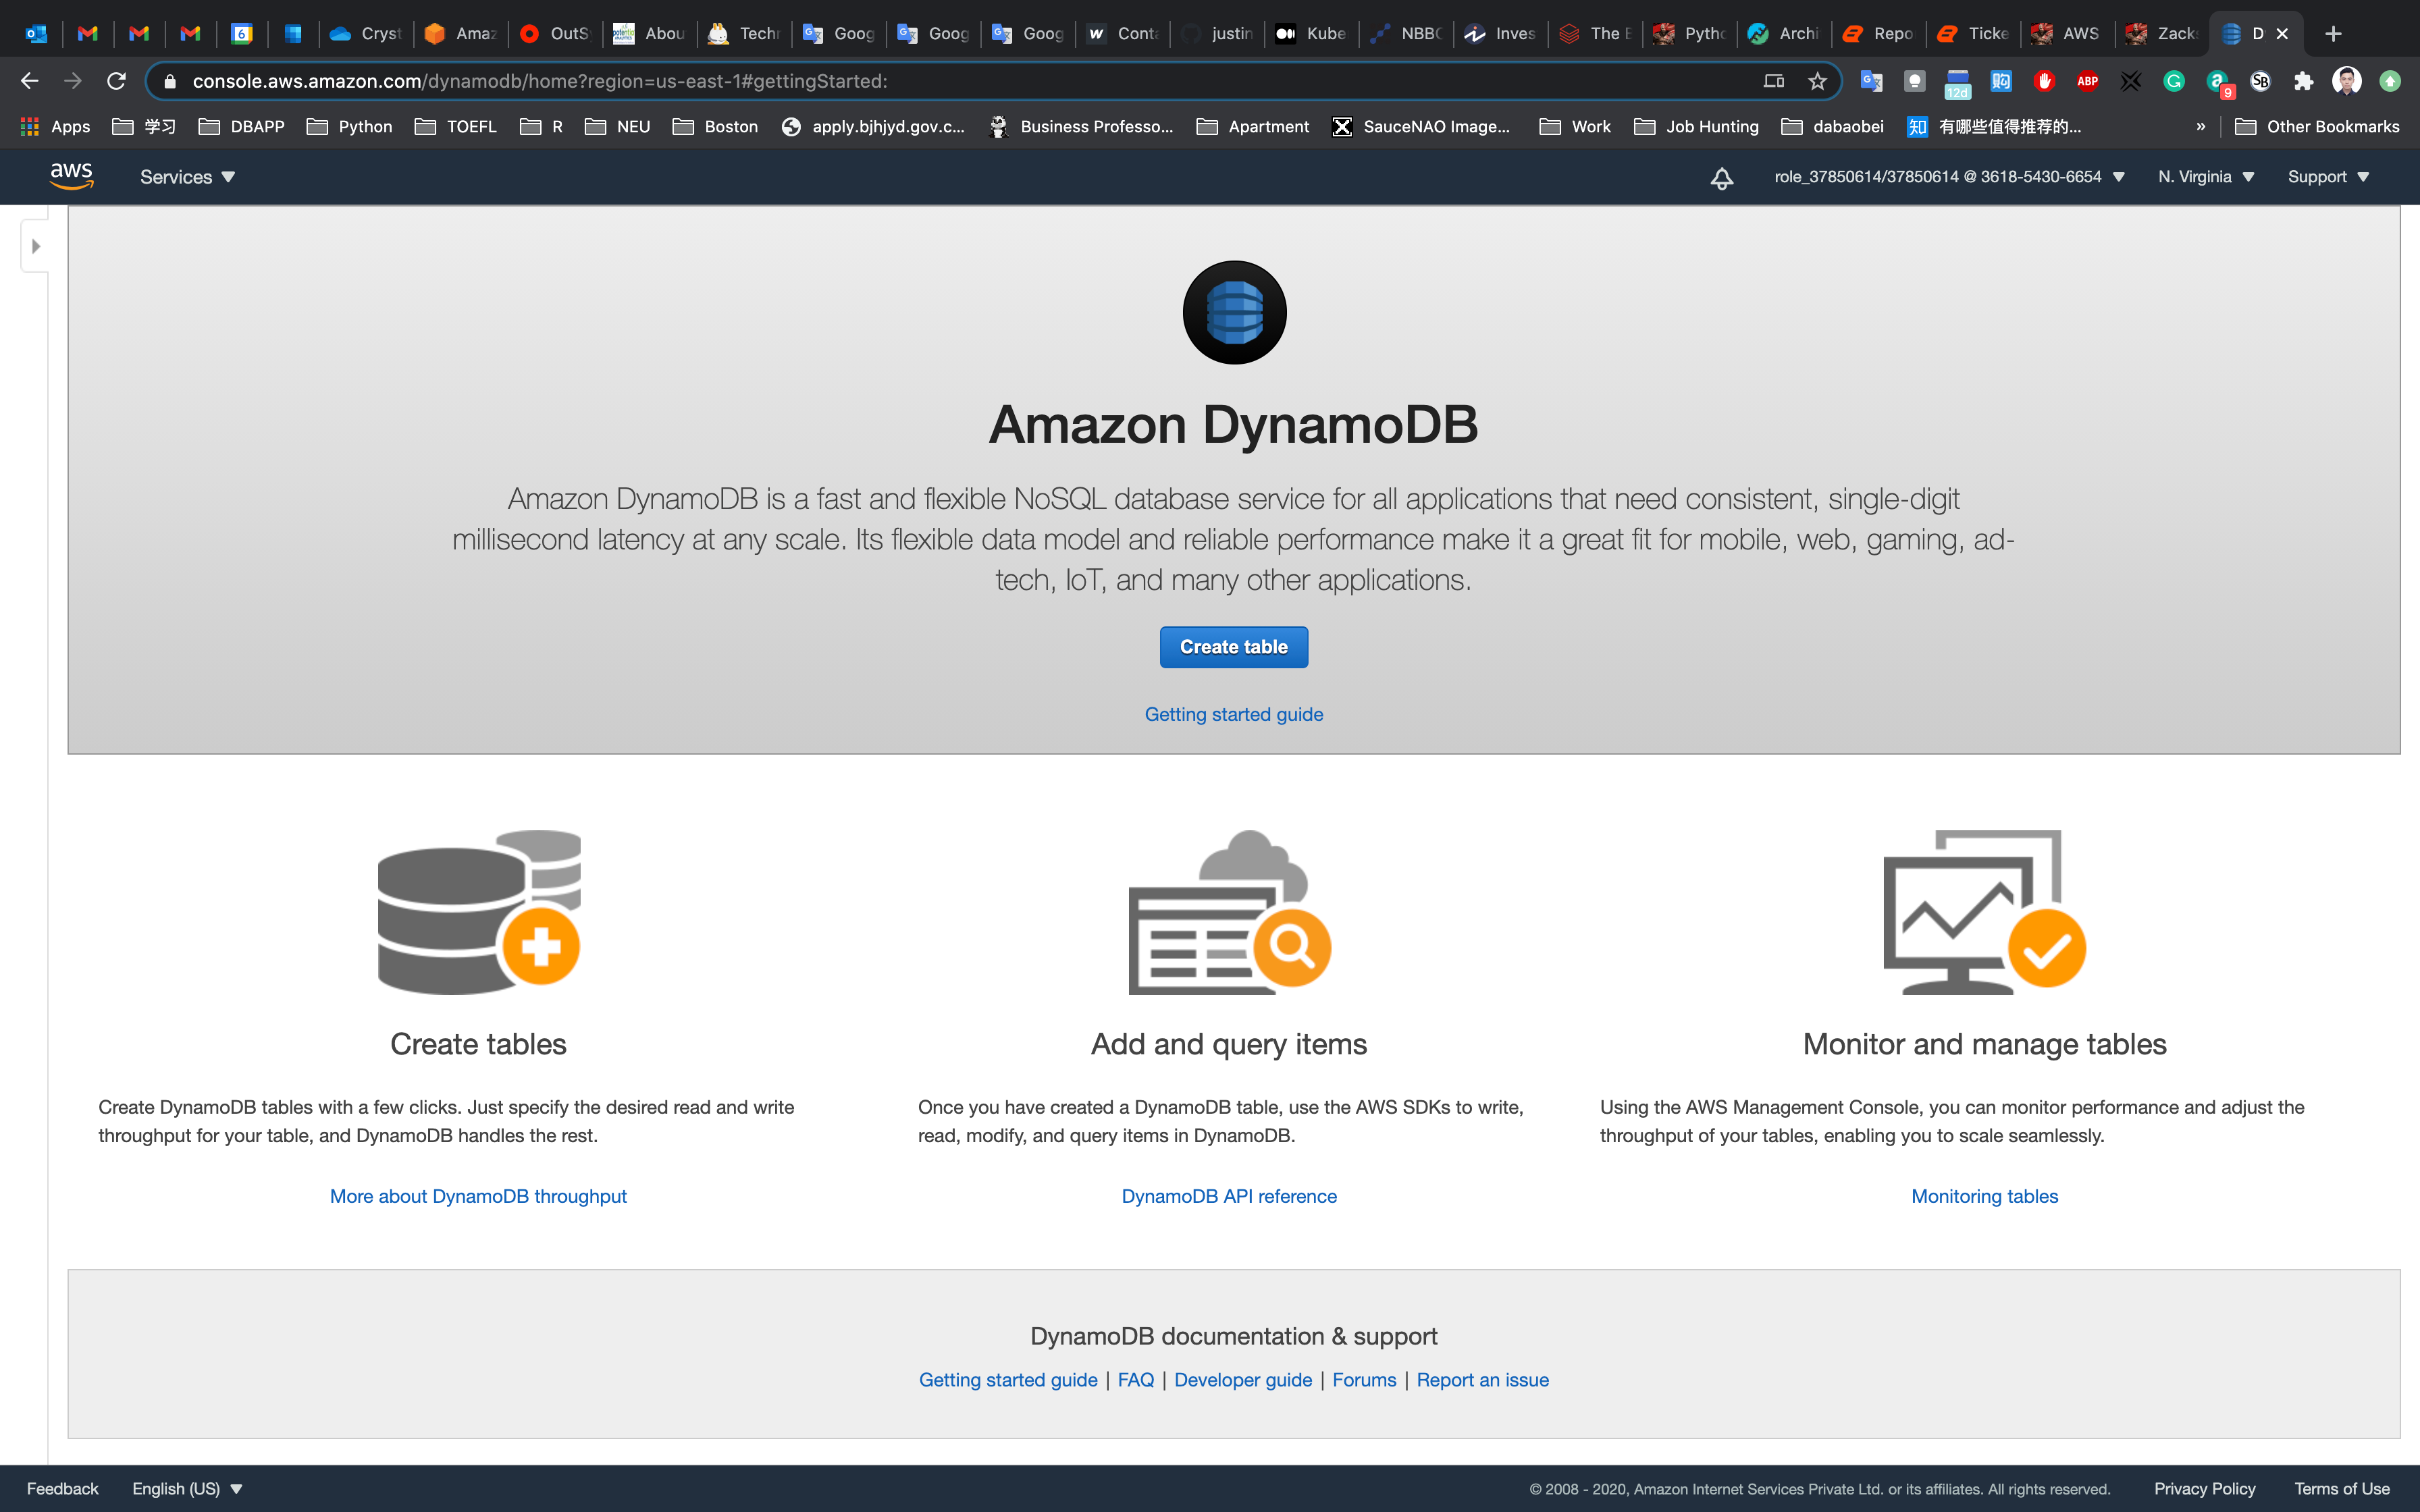 6 Cryst Amaz OutS Abou Techn Goog Goog Goog Conta justin Kube NBBC Inves The E Pytho Archi Repo Ticke AWS Zack D
console.aws.amazon.com/dynamodb/home?region=us-east-1#gettingStarted:
12d ABP 9 SB
Apps 学习 DBAPP Python TOEFL R NEU Boston apply.bjhjyd.gov.c... Business Professo... Apartment SauceNAO Image... Work Job Hunting dabaobei 知 有哪些值得推荐的... » Other Bookmarks
aws Services role_37850614/37850614 @ 3618-5430-6654 N. Virginia Support
Amazon DynamoDB
Amazon DynamoDB is a fast and flexible NoSQL database service for all applications that need consistent, single-digit
millisecond latency at any scale. Its flexible data model and reliable performance make it a great fit for mobile, web, gaming, ad-
tech, IoT, and many other applications.
Create table
Getting started guide
Create tables
Create DynamoDB tables with a few clicks. Just specify the desired read and write
throughput for your table, and DynamoDB handles the rest.
More about DynamoDB throughput
Add and query items
Once you have created a DynamoDB table, use the AWS SDKs to write,
read, modify, and query items in DynamoDB.
DynamoDB API reference
Monitor and manage tables
Using the AWS Management Console, you can monitor performance and adjust the
throughput of your tables, enabling you to scale seamlessly.
Monitoring tables
DynamoDB documentation & support
Getting started guide | FAQ | Developer guide | Forums | Report an issue
Feedback English (US) © 2008 - 2020, Amazon Internet Services Private Ltd. or its affiliates. All rights reserved. Privacy Policy Terms of Use